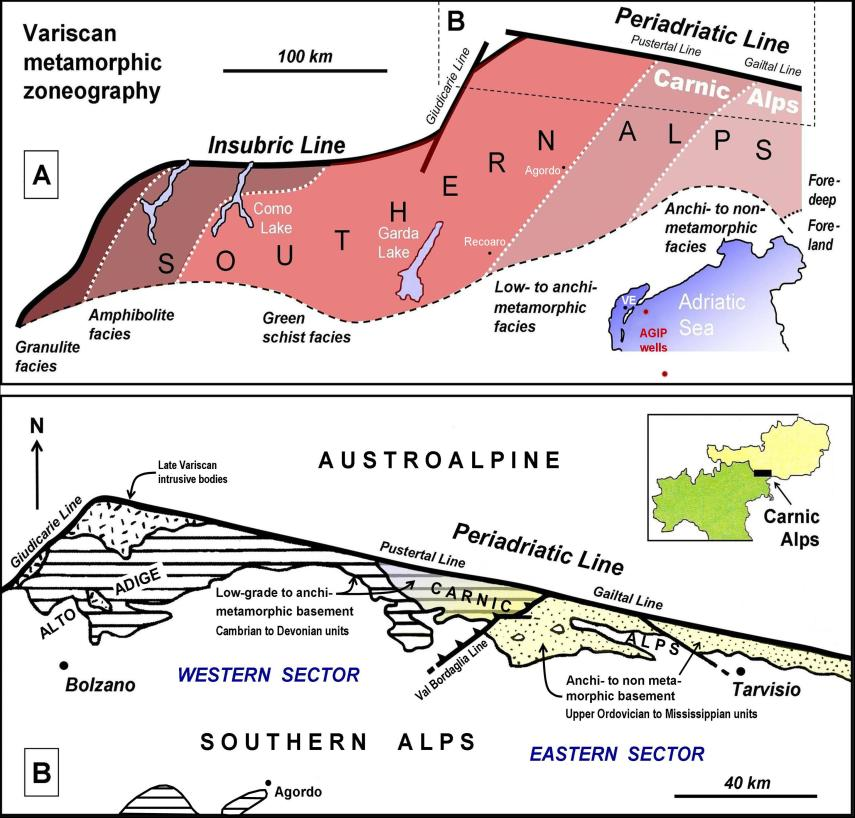 Variscan
metamorphic
zoneography
100 km
B
Periadriatic Line
Pustertal Line
Gailtal Line
Giudicarie Line
Carnic Alps
Insubric Line
A
SOUTHERN ALPS
Agordo
Como
Lake
Garda
Lake
Recoaro
Fore-
deep
Fore-
land
Anchi- to non-
metamorphic
facies
Low- to anchi-
metamorphic
facies
Green
schist facies
Amphibolite
facies
Granulite
facies
VE
Adriatic
Sea
AGIP
wells
N
AUSTROALPINE
Late Variscan
intrusive bodies
Giudicarie Line
Carnic
Alps
Periadriatic Line
Pustertal Line
Gailtal Line
ALTO ADIGE
Low-grade to anchi-
metamorphic basement
Cambrian to Devonian units
CARNIC
ALPS
Val Bordaglia Line
Bolzano
WESTERN SECTOR
Anchi- to non meta-
morphic basement
Upper Ordovician to Mississippian units
Tarvisio
SOUTHERN ALPS
EASTERN SECTOR
B
Agordo
40 km